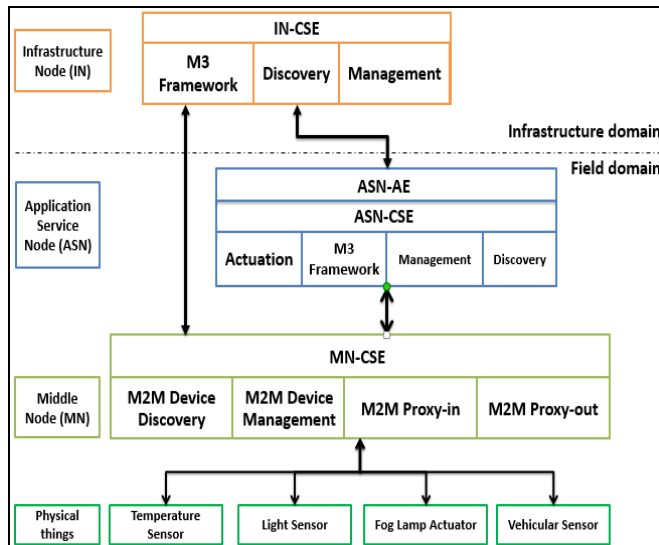 IN-CSE
Infrastructure
Node (IN)
M3
Framework
Discovery
Management
Infrastructure domain
Field domain
Application
Service
Node (ASN)
ASN-AE
ASN-CSE
Actuation
M3
Framework
Management
Discovery
MN-CSE
Middle
Node (MN)
M2M Device
Discovery
M2M Device
Management
M2M Proxy-in
M2M Proxy-out
Physical
things
Temperature
Sensor
Light Sensor
Fog Lamp Actuator
Vehicular Sensor